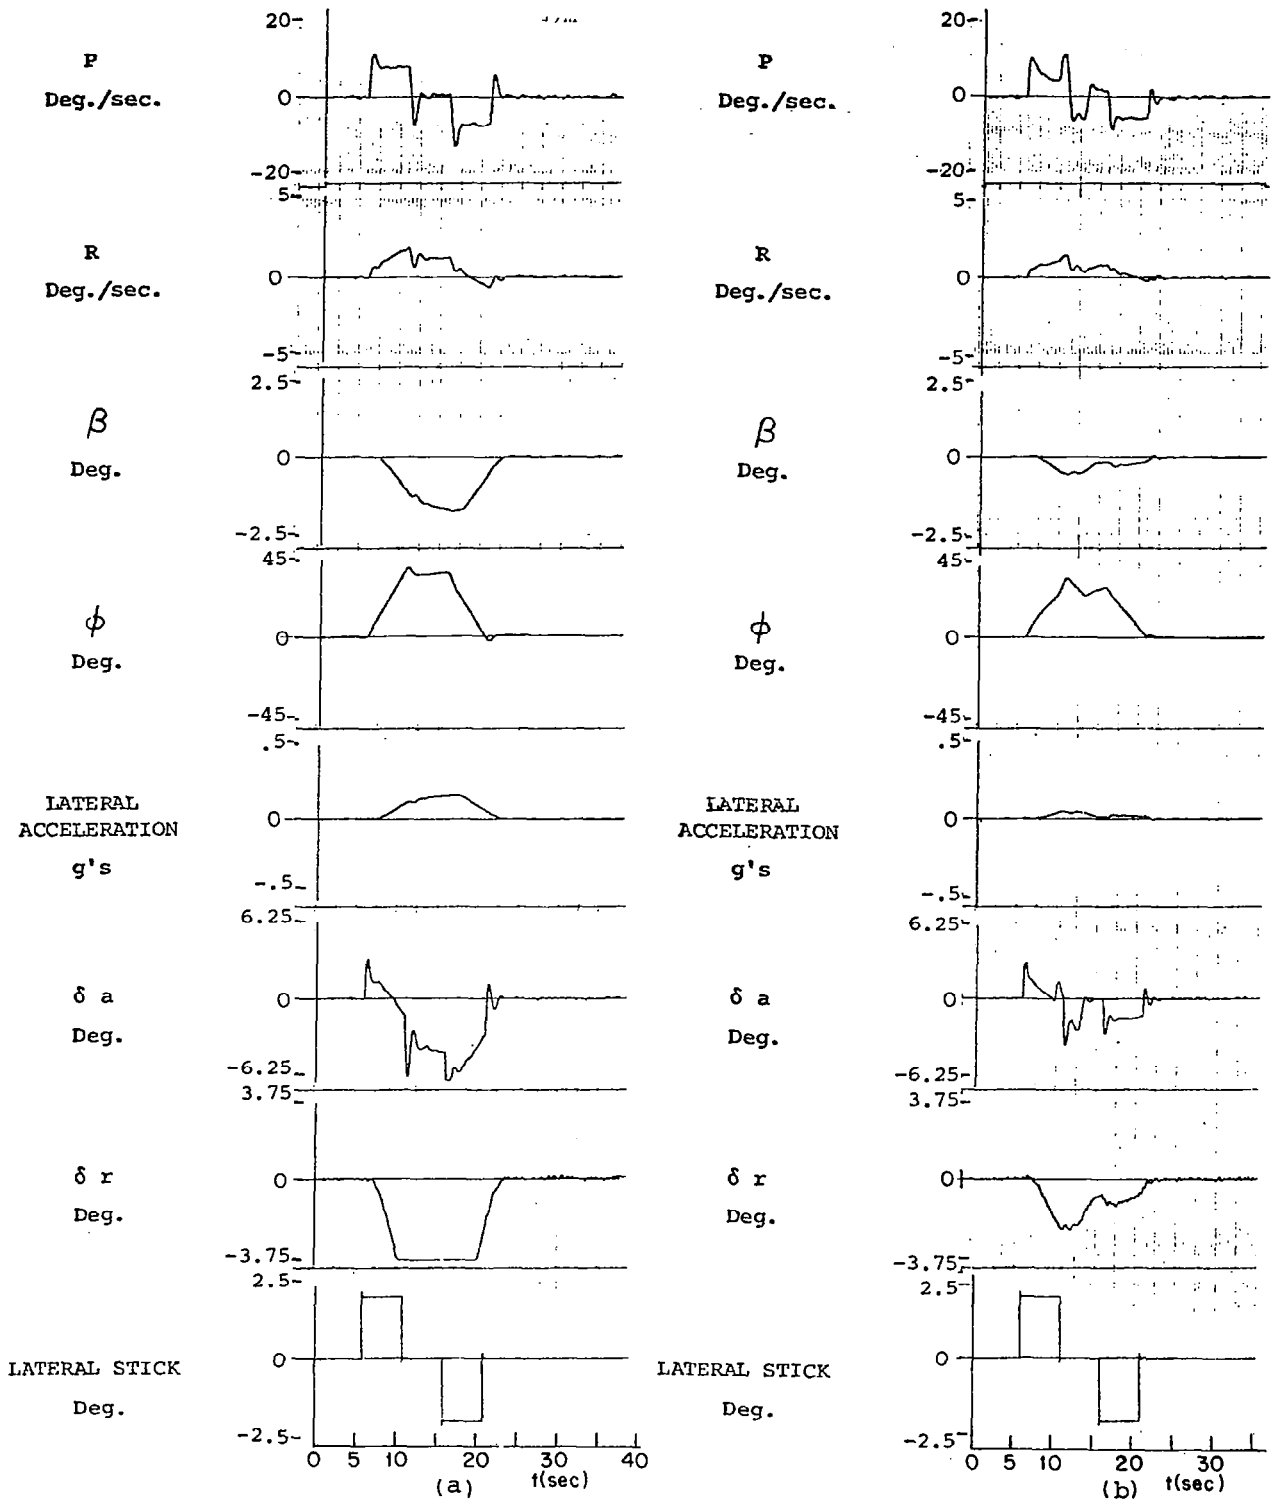 P
Deg./sec.
20
0
-20
R
Deg./sec.
5
0
-5
β
Deg.
2.5
0
-2.5
φ
Deg.
45
0
-45
LATERAL
ACCELERATION
g's
.5
0
-.5
δ a
Deg.
6.25
0
-6.25
δ r
Deg.
3.75
0
-3.75
LATERAL STICK
Deg.
2.5
0
-2.5
0 5 10 20 30 40
t(sec)
(a)
P
Deg./sec.
20
0
-20
R
Deg./sec.
5
0
-5
β
Deg.
2.5
0
-2.5
φ
Deg.
45
0
-45
LATERAL
ACCELERATION
g's
.5
0
-.5
δ a
Deg.
6.25
0
-6.25
δ r
Deg.
3.75
0
-3.75
LATERAL STICK
Deg.
2.5
0
-2.5
0 5 10 20 30
t(sec)
(b)